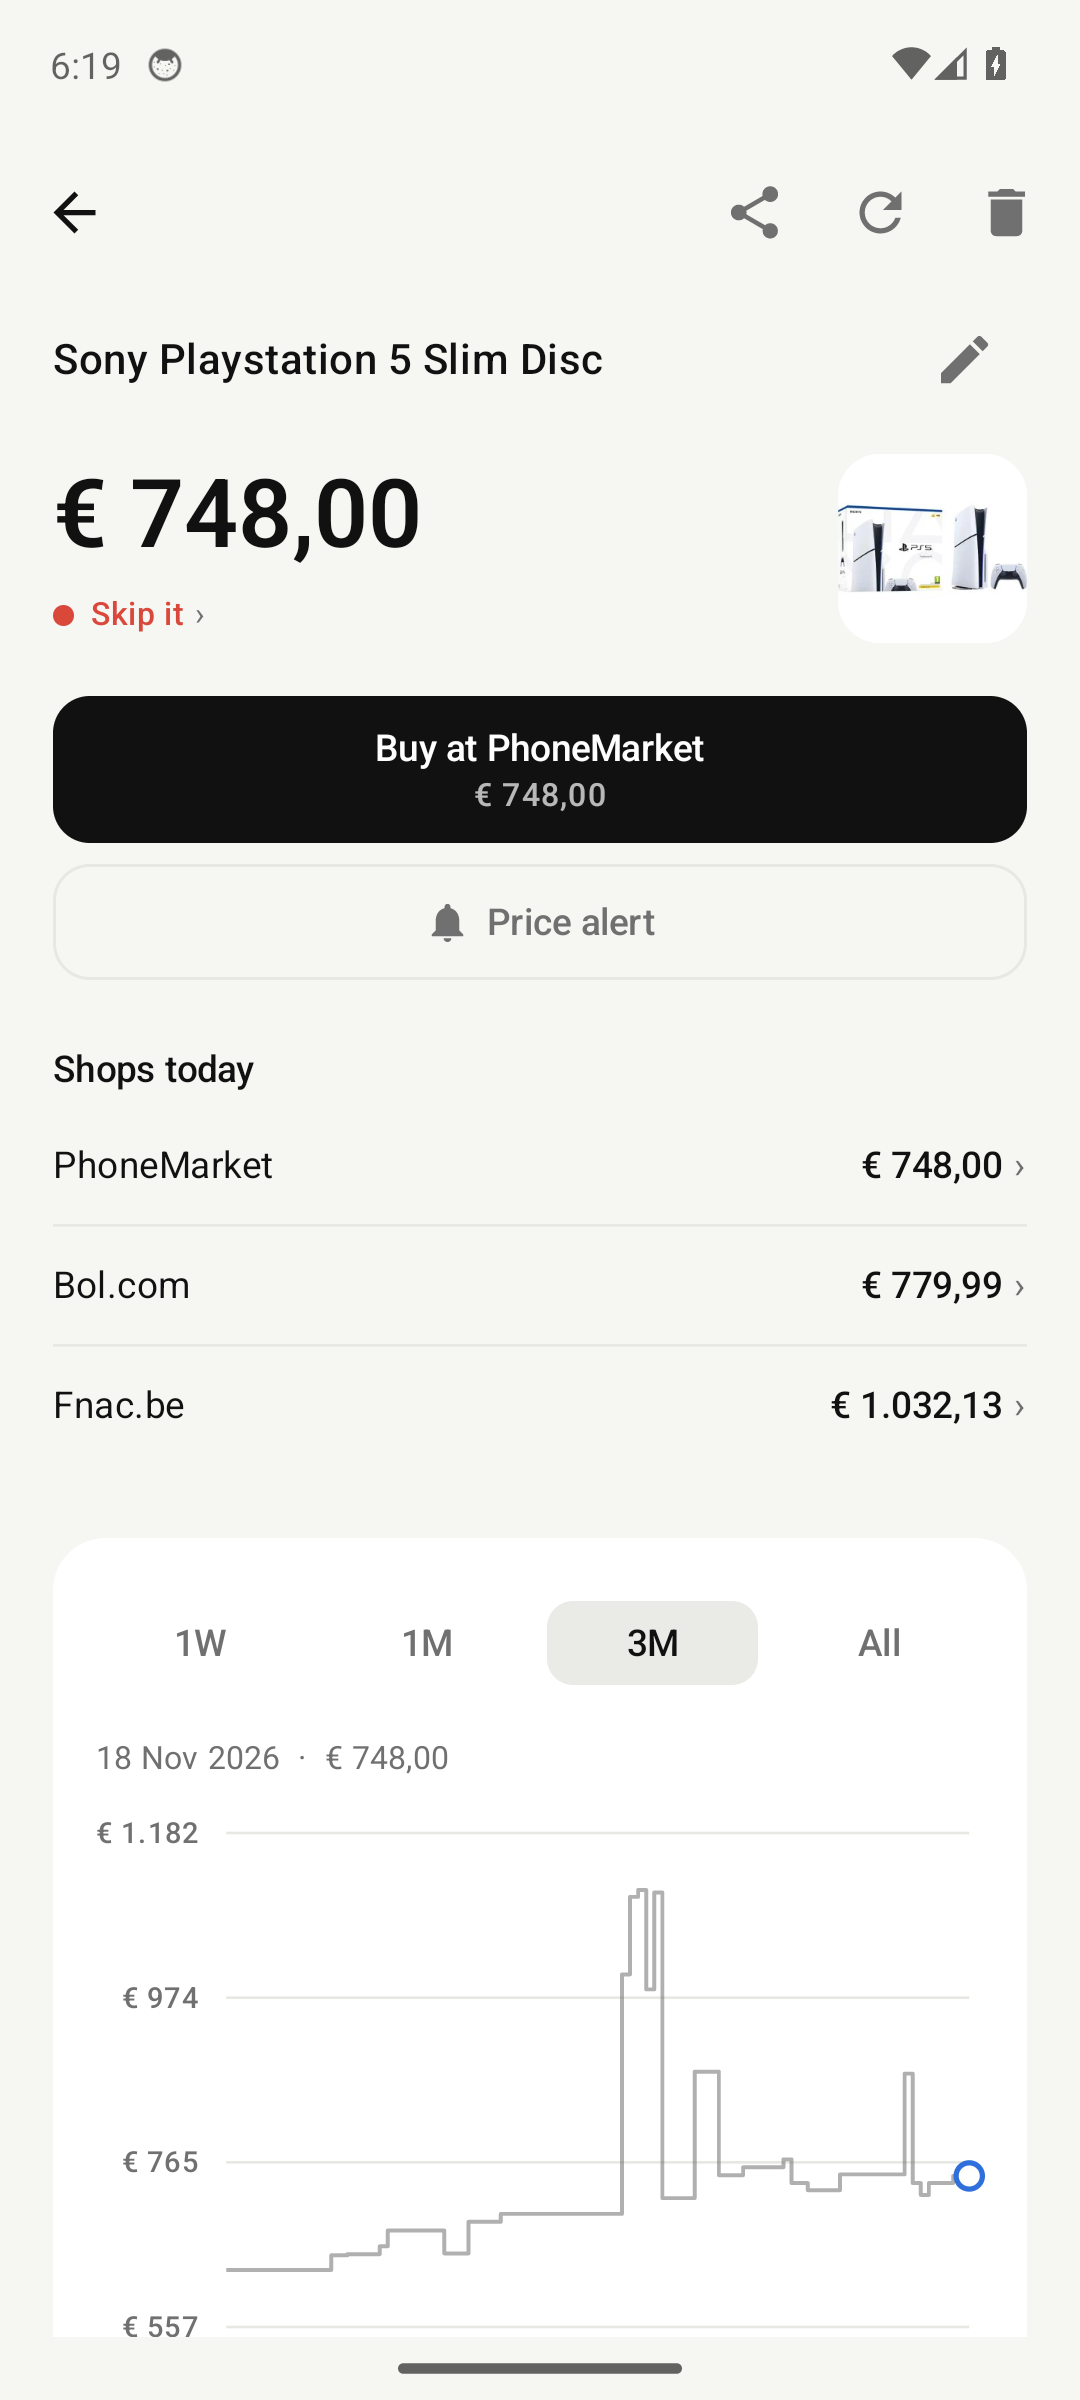 6:19
Sony Playstation 5 Slim Disc
€ 748,00
Skip it ›
Buy at PhoneMarket
€ 748,00
Price alert
Shops today
PhoneMarket € 748,00 ›
Bol.com € 779,99 ›
Fnac.be € 1.032,13 ›
1W 1M 3M All
18 Nov 2026 · € 748,00
€ 1.182
€ 974
€ 765
€ 557
PS5